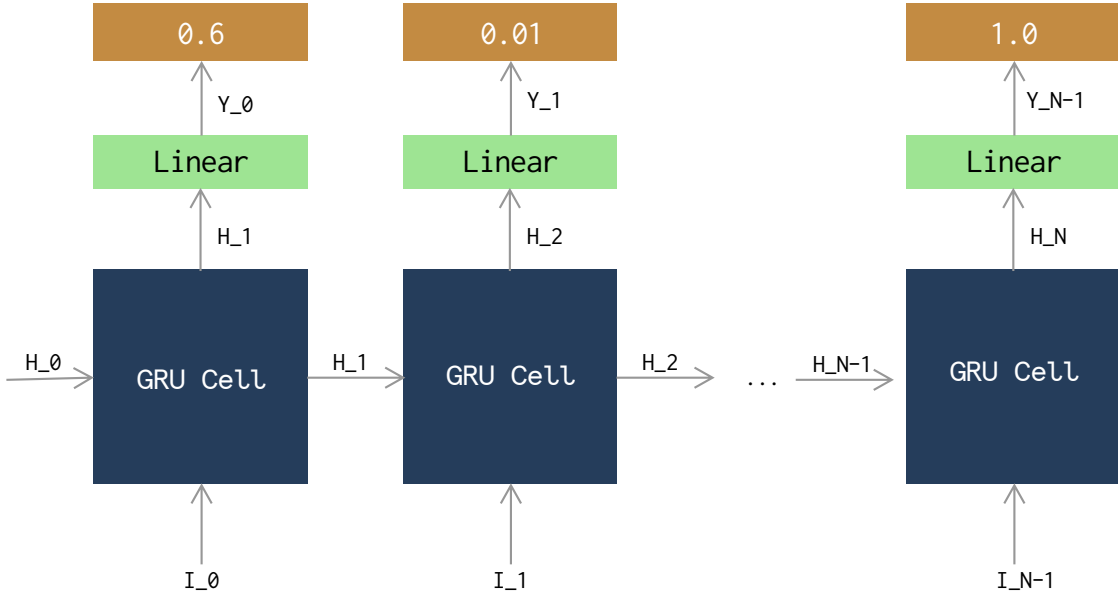 0.6
0.01
1.0
Y_0
Y_1
Y_N-1
Linear
Linear
Linear
H_1
H_2
H_N
H_0
GRU Cell
H_1
GRU Cell
H_2
...
H_N-1
GRU Cell
I_0
I_1
I_N-1